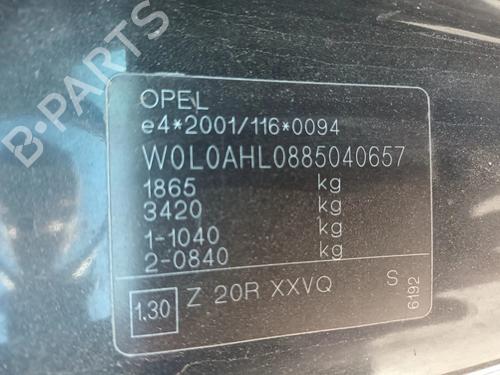 B-PARTS
OPEL
e4*2001/116*0094
W0L0AHL0885040657
1865 kg
3420 kg
1-1040 kg
2-0840 kg
1.30 Z 20R XXVQ S
6192